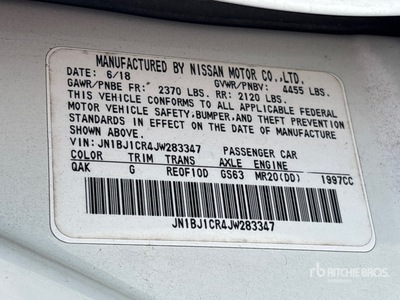 MANUFACTURED BY NISSAN MOTOR CO.,LTD.
DATE: 6/18 GVWR/PNBV: 4455 LBS.
GAWR/PNBE FR: 2370 LBS. RR: 2120 LBS.
THIS VEHICLE CONFORMS TO ALL APPLICABLE FEDERAL
MOTOR VEHICLE SAFETY, BUMPER, AND THEFT PREVENTION
STANDARDS IN EFFECT ON THE DATE OF MANUFACTURE
SHOWN ABOVE.
VIN: JN1BJ1CR4JW283347 PASSENGER CAR
COLOR TRIM TRANS AXLE ENGINE
QAK G RE0F10D GS63 MR20(DD) 1997CC
JN1BJ1CR4JW283347
rb RITCHIE BROS